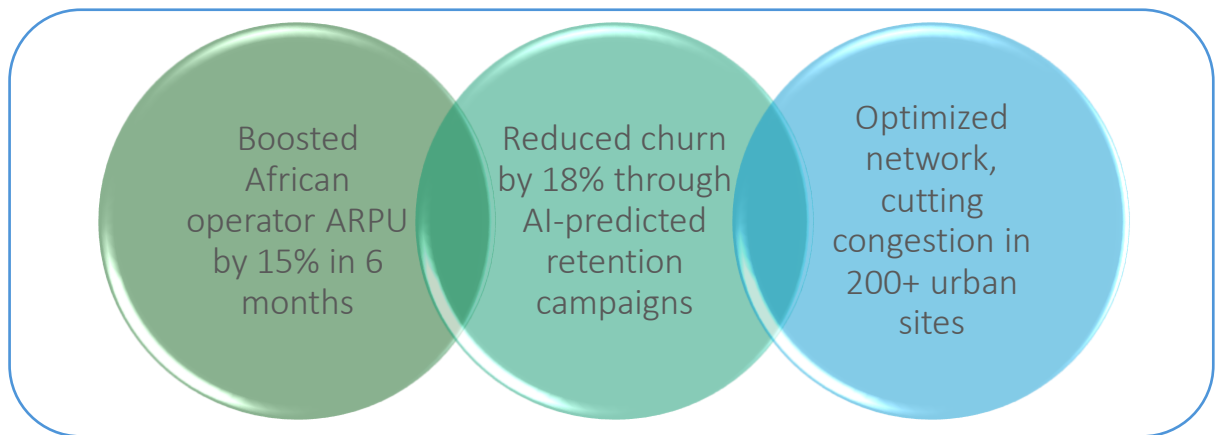 Boosted
African
operator ARPU
by 15% in 6
months
Reduced churn
by 18% through
AI-predicted
retention
campaigns
Optimized
network,
cutting
congestion in
200+ urban
sites